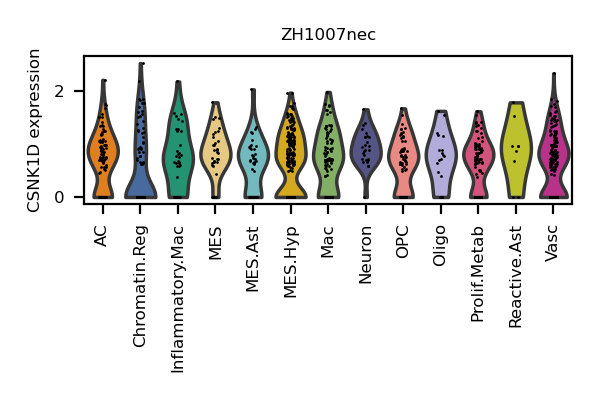 ZH1007nec
CSNK1D expression
2
0
AC
Chromatin.Reg
Inflammatory.Mac
MES
MES.Ast
MES.Hyp
Mac
Neuron
OPC
Oligo
Prolif.Metab
Reactive.Ast
Vasc